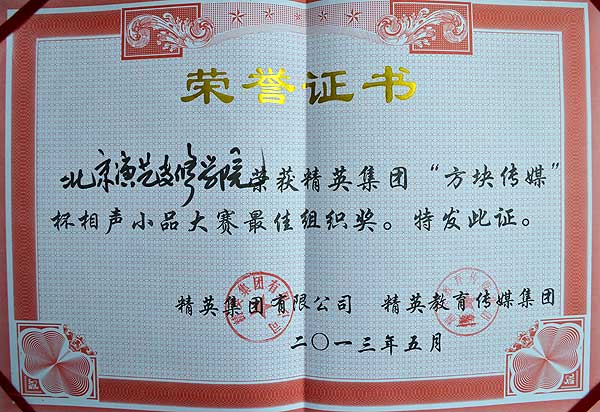 荣誉证书
北京演艺专修学院荣获精英集团“方块传媒”
杯相声小品大赛最佳组织奖。特发此证。
精英集团有限公司 精英教育传媒集团
二〇一三年五月